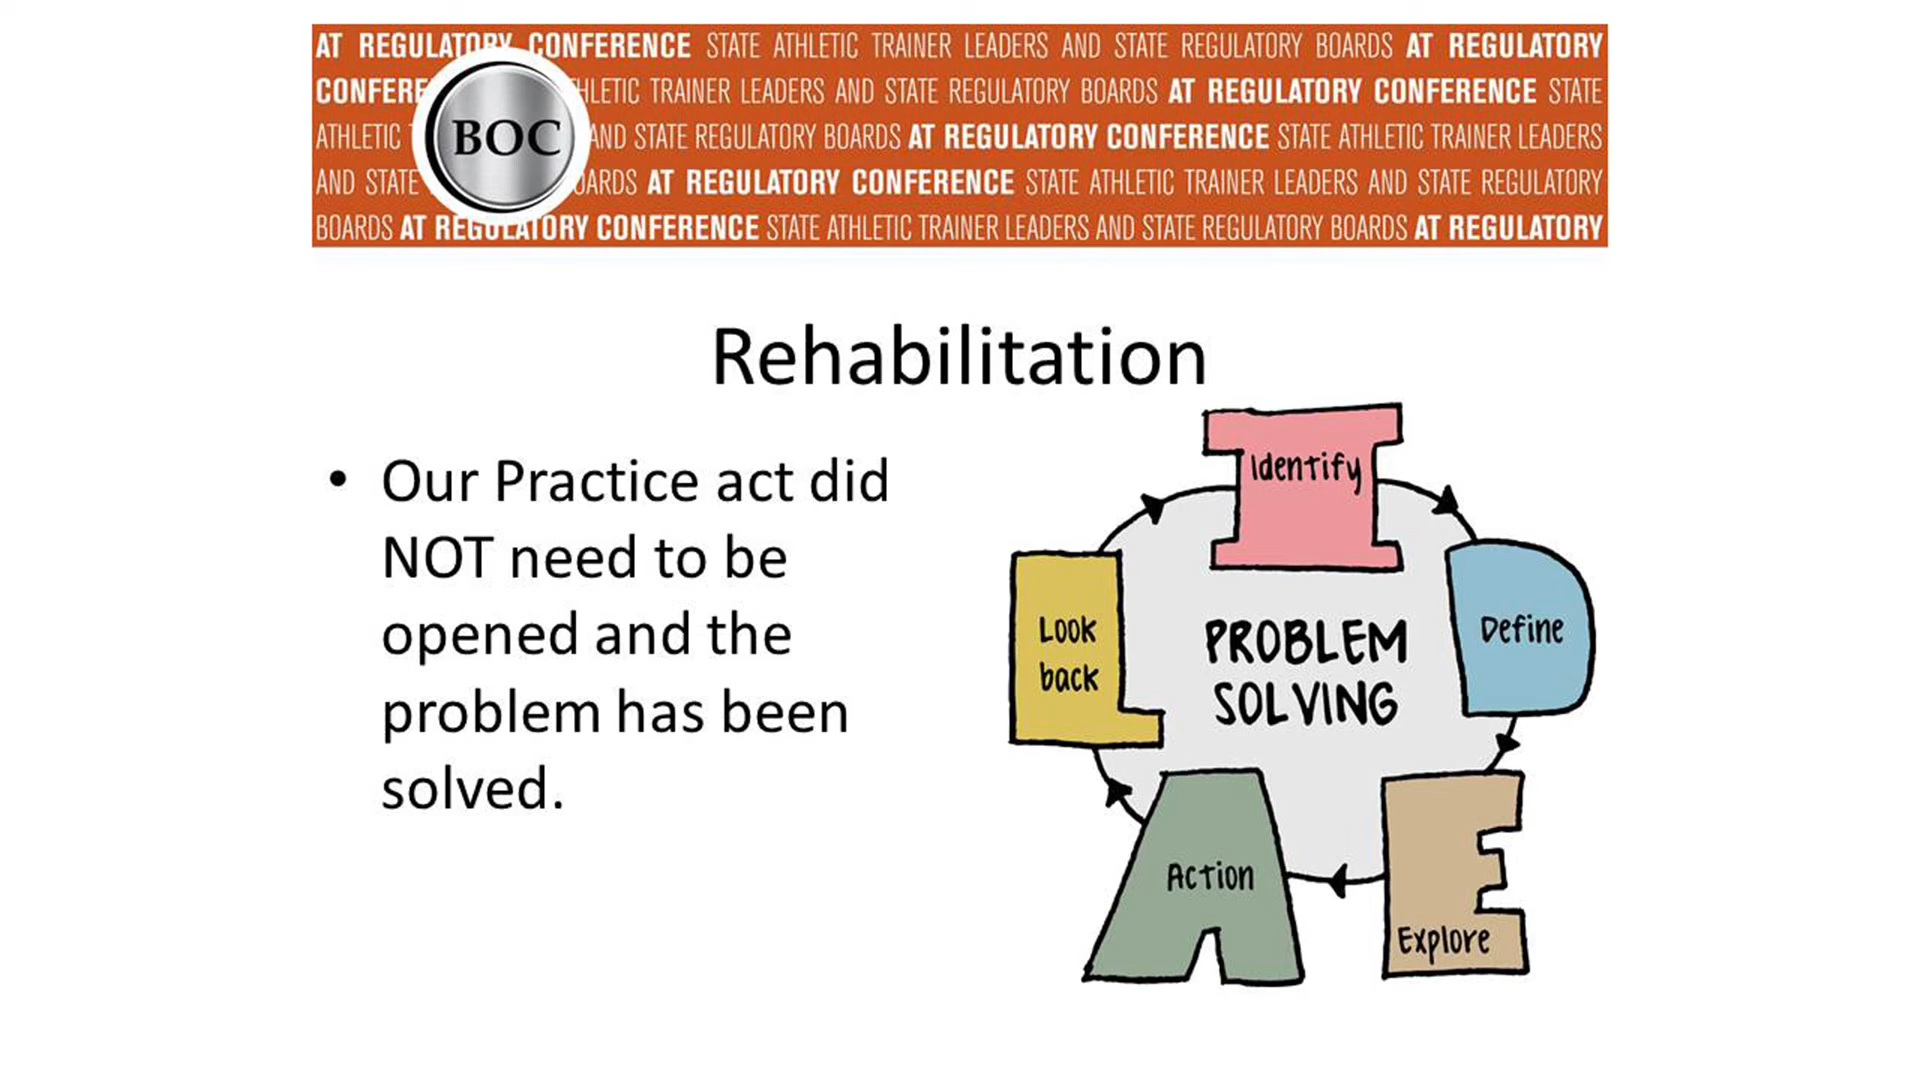 AT REGULATORY CONFERENCE STATE ATHLETIC TRAINER LEADERS AND STATE REGULATORY BOARDS AT REGULATORY
STATE TRAINER LEADERS AND STATE REGULATORY BOARDS AT REGULATORY CONFERENCE STATE
ATHLETIC AND STATE REGULATORY BOARDS AT REGULATORY CONFERENCE STATE ATHLETIC TRAINER LEADERS
AND STATE AT REGULATORY CONFERENCE STATE ATHLETIC TRAINER LEADERS AND STATE REGULATORY
BOARDS AT REGULATORY CONFERENCE STATE ATHLETIC TRAINER LEADERS AND STATE REGULATORY BOARDS AT REGULATORY
BOC
Rehabilitation
• Our Practice act did
NOT need to be
opened and the
problem has been
solved.
Identify
Define
Explore
Action
Look
back
PROBLEM
SOLVING